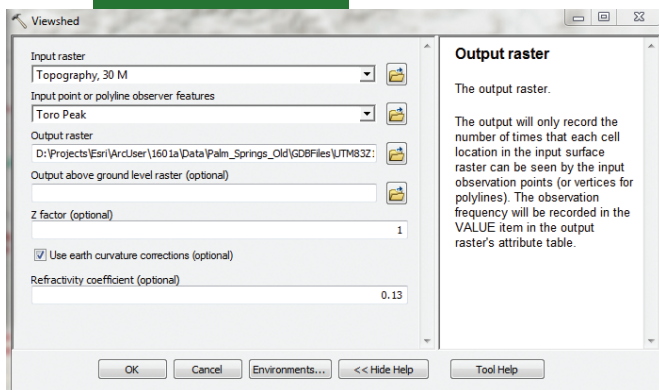 Viewshed
Input raster
Topography, 30 M
Input point or polyline observer features
Toro Peak
Output raster
D:\Projects\Esri\ArcUser\1601a\Data\Palm_Springs_Old\GDBFiles\UTM83Z:
Output above ground level raster (optional)
Z factor (optional)
1
Use earth curvature corrections (optional)
Refractivity coefficient (optional)
0.13
OK
Cancel
Environments...
<< Hide Help
Tool Help
Output raster
The output raster.
The output will only record the
number of times that each cell
location in the input surface
raster can be seen by the input
observation points (or vertices for
polylines). The observation
frequency will be recorded in the
VALUE item in the output
raster's attribute table.